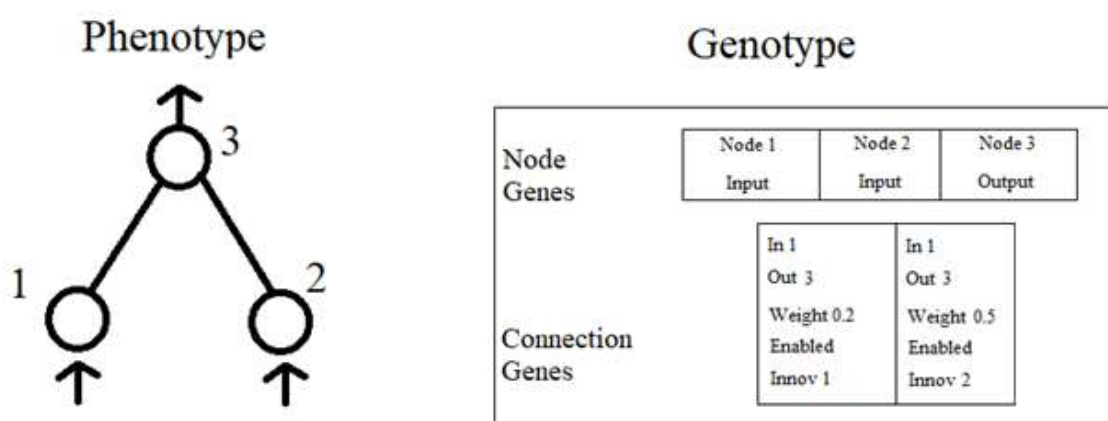 Phenotype
3
1
2
Genotype
Node
Genes
Node 1
Input
Node 2
Input
Node 3
Output
Connection
Genes
In 1
Out 3
Weight 0.2
Enabled
Innov 1
In 1
Out 3
Weight 0.5
Enabled
Innov 2